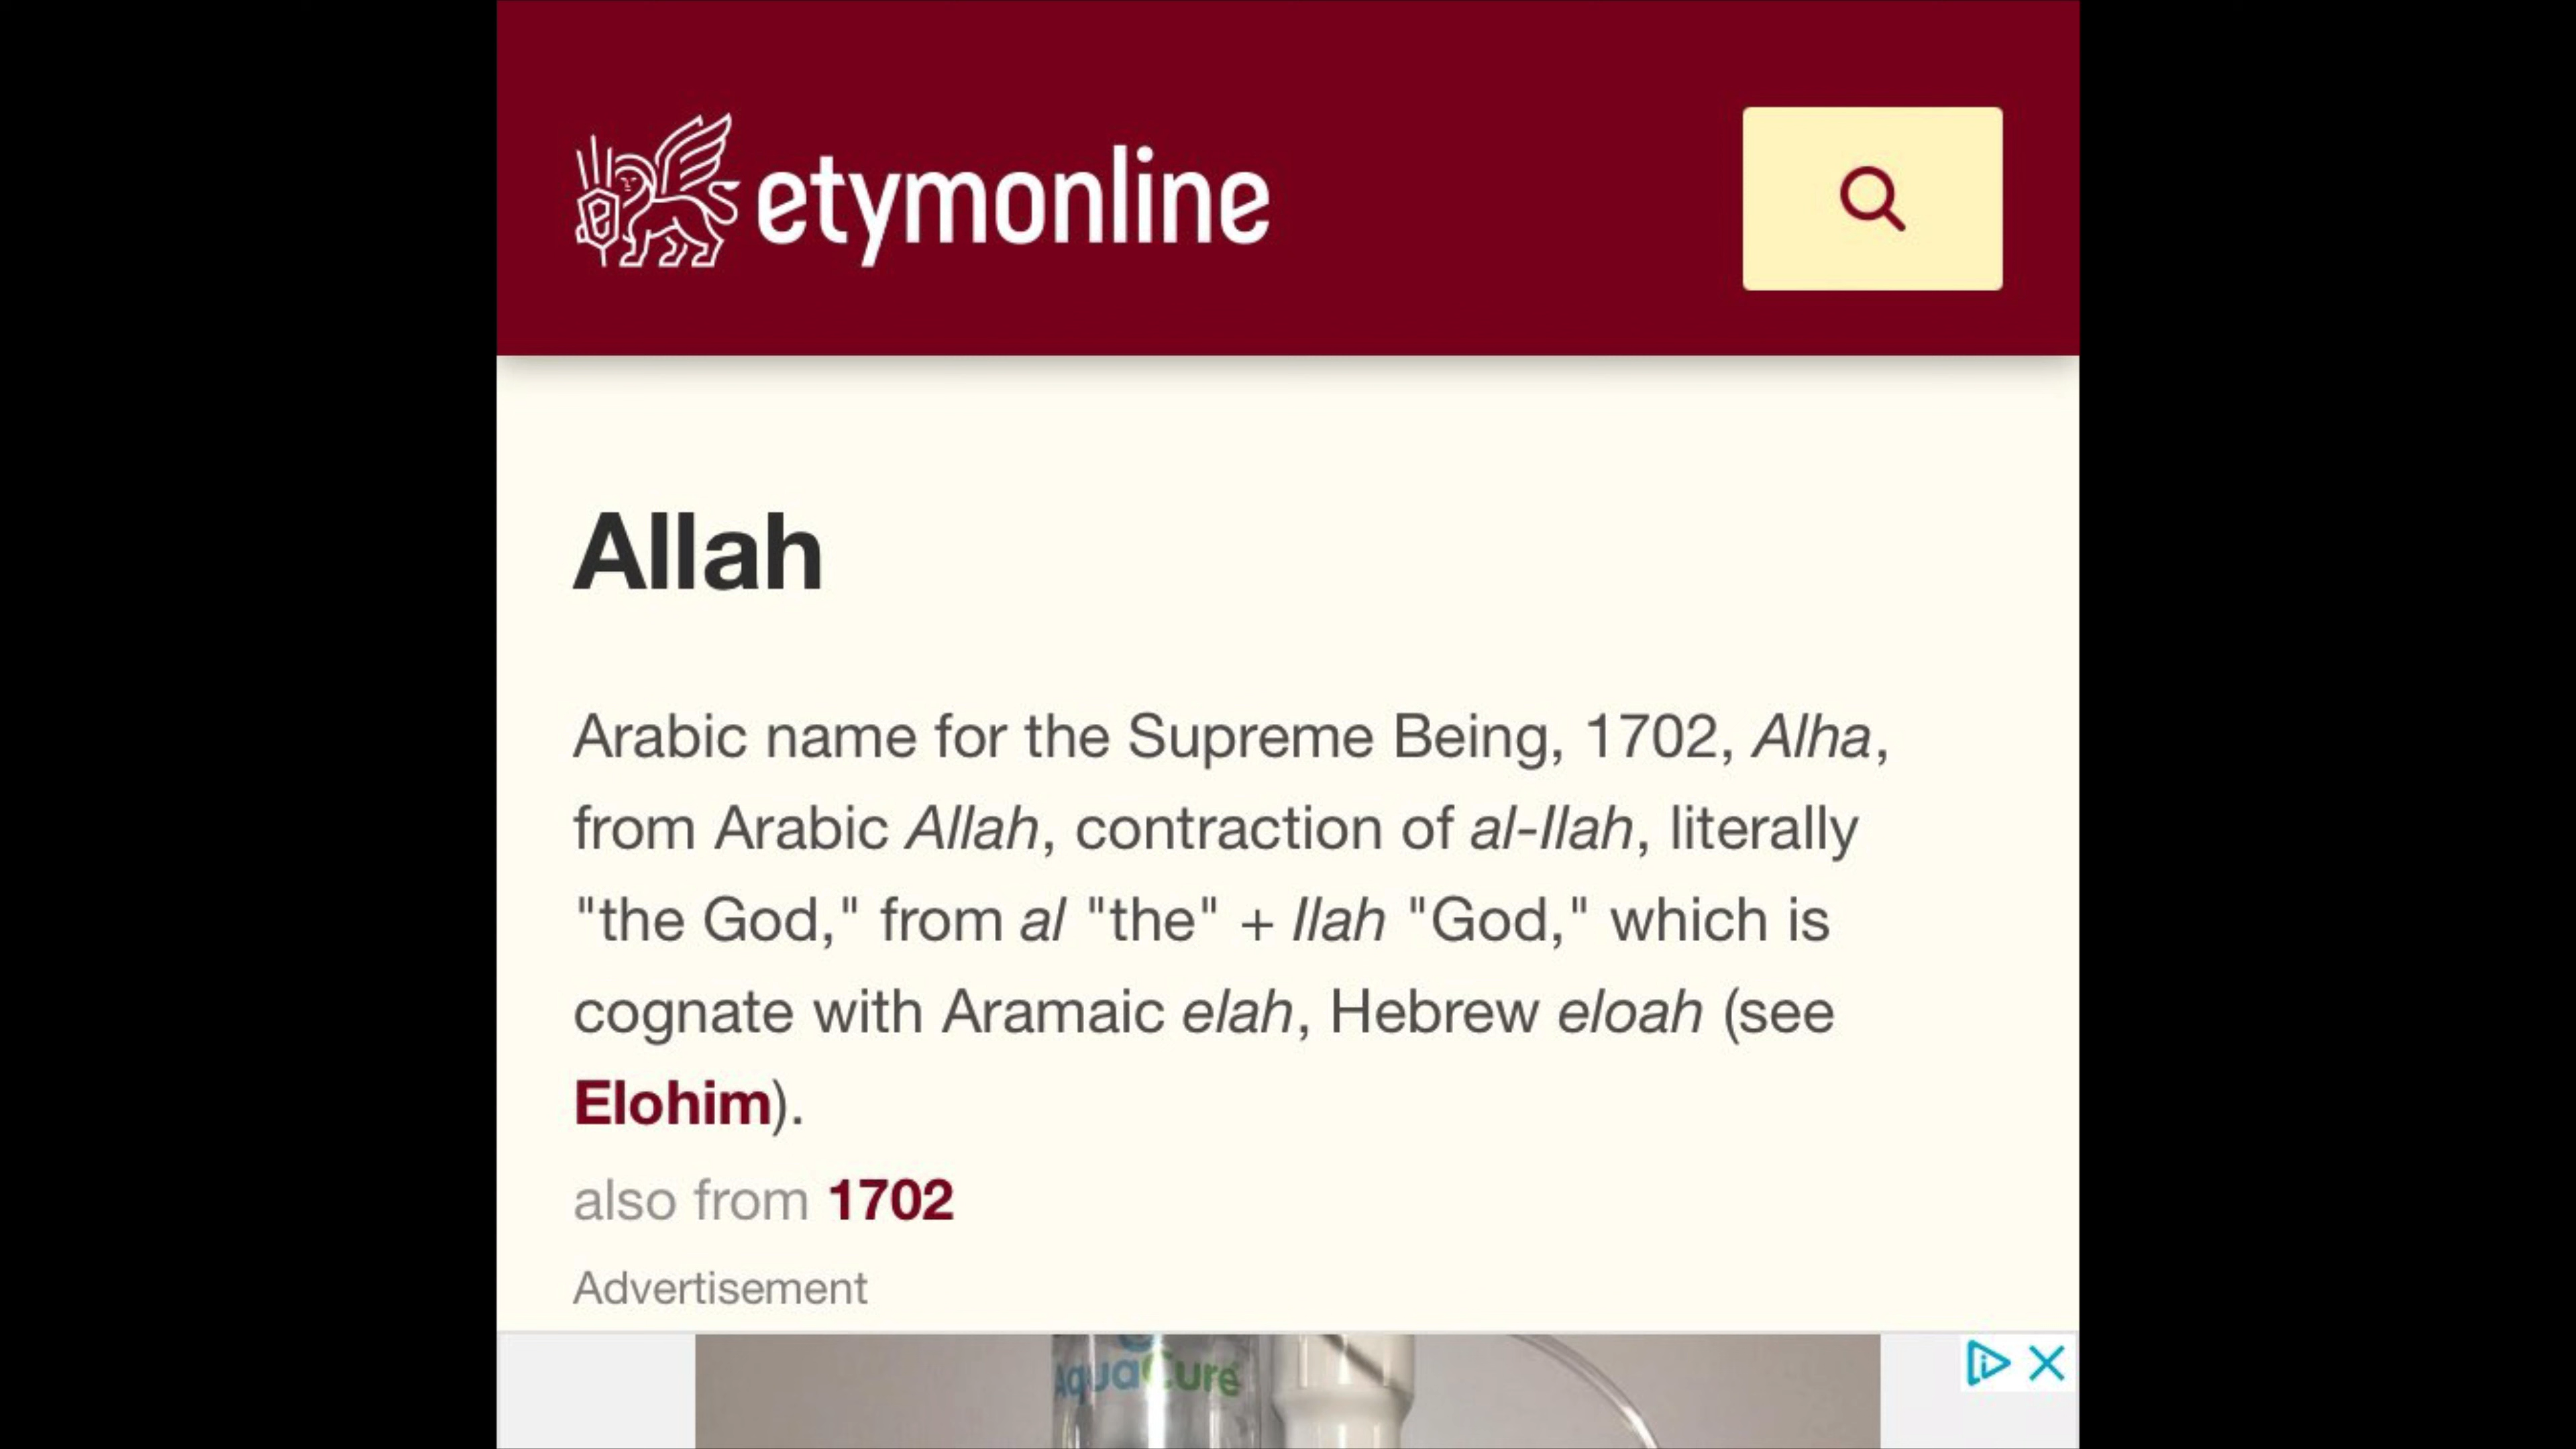 etymonline
Allah
Arabic name for the Supreme Being, 1702, Alha,
from Arabic Allah, contraction of al-Ilah, literally
"the God," from al "the" + Ilah "God," which is
cognate with Aramaic elah, Hebrew eloah (see
Elohim).
also from 1702
Advertisement
AquaCure